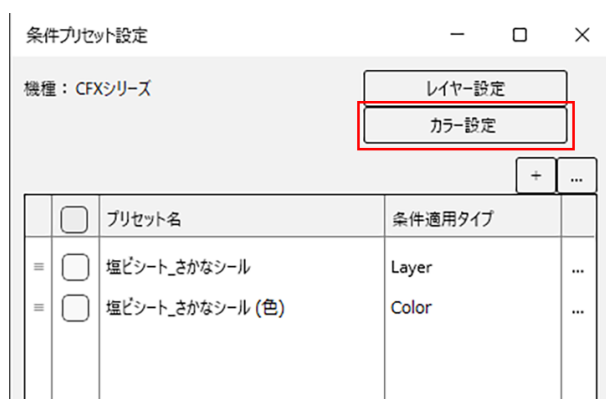 条件プリセット設定
機種：CFXシリーズ
レイヤー設定
カラー設定
+ ...
プリセット名 条件適用タイプ
塩ビシート_さかなシール Layer ...
塩ビシート_さかなシール (色) Color ...